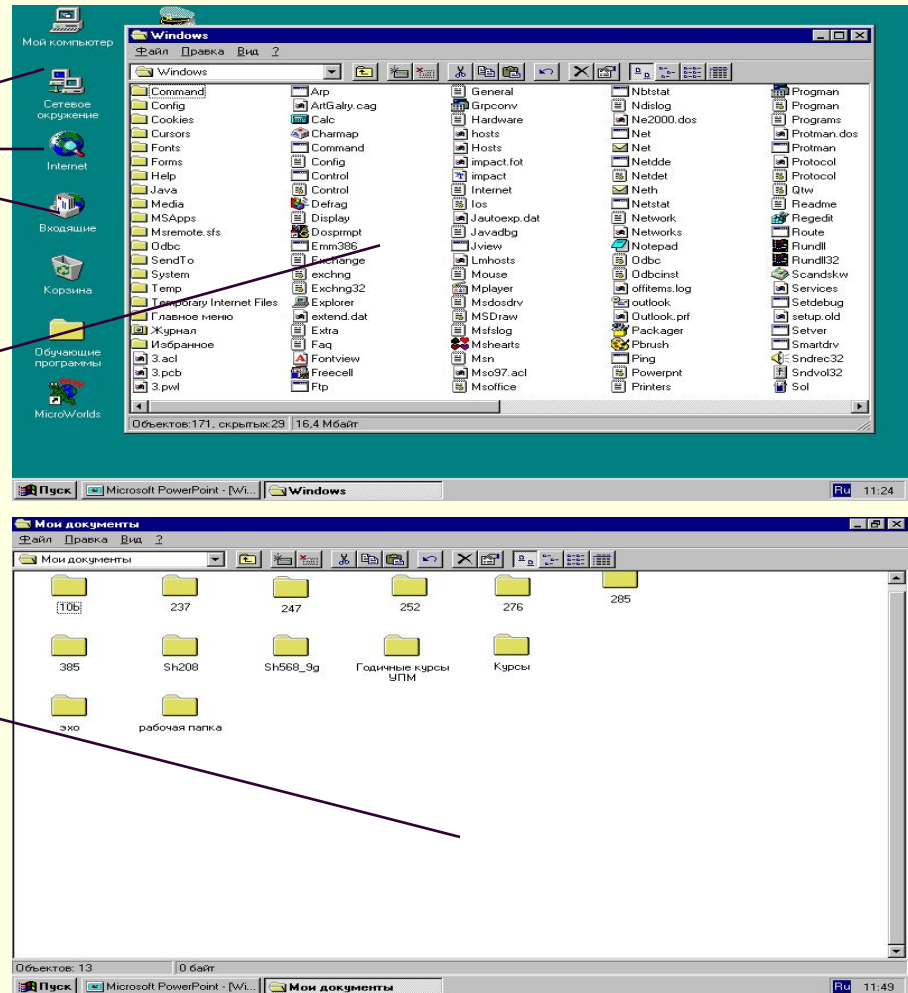 Мой компьютер
Сетевое
окружение
Internet
Входящие
Корзина
Обучающие
программы
MicroWorlds
Windows
Файл Правка Вид ?
Windows
Command
Config
Cookies
Cursors
Fonts
Forms
Help
Java
Media
MSApps
Msremote.sfs
Odbc
SendTo
System
Temp
Temporary Internet Files
Главное меню
Журнал
Избранное
3.acl
3.pcb
3.pwl
Arp
ArtGalry.cag
Calc
Charmap
Command
Config
Control
Control
Defrag
Display
Dosprmpt
Emm386
Exchange
exchng
Exchng32
Explorer
extend.dat
Extra
Faq
Fontview
Freecell
Ftp
General
Grpconv
Hardware
hosts
Hosts
impact.fot
impact
Internet
Ios
Jautoexp.dat
Javadbg
Jview
Lmhosts
Mouse
Mplayer
Msdosdrv
MSDraw
Msfslog
Mshearts
Msn
Mso97.acl
Msoffice
Nbtstat
Ndislog
Ne2000.dos
Net
Net
Netdde
Netdet
Neth
Netstat
Network
Networks
Notepad
Odbc
Odbcinst
offitems.log
outlook
Outlook.prf
Packager
Pbrush
Ping
Powerpnt
Printers
Progman
Progman
Programs
Protman.dos
Protman
Protocol
Protocol
Qtw
Readme
Regedit
Route
Rundll
Rundll32
Scandskw
Services
Setdebug
setup.old
Setver
Smartdrv
Sndrec32
Sndvol32
Sol
Объектов:171, скрытых:29 16,4 Мбайт
Пуск Microsoft PowerPoint - [Wi... Windows Ru 11:24
Мои документы
Файл Правка Вид ?
Мои документы
10b 237 247 252 276 285
385 Sh208 Sh568_9g Годичные курсы Курсы
УПМ
эхо рабочая папка
Объектов: 13 0 байт
Пуск Microsoft PowerPoint - [Wi... Мои документы Ru 11:49